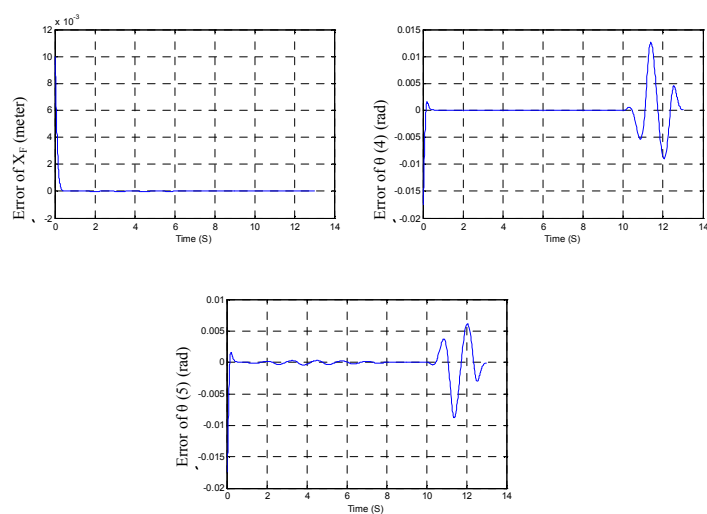 x 10⁻³
12
10
8
6
4
2
0
-2
Error of X_F (meter)
0 2 4 6 8 10 12 14
Time (S)
0.015
0.01
0.005
0
-0.005
-0.01
-0.015
-0.02
Error of θ (4) (rad)
0 2 4 6 8 10 12 14
Time (S)
0.01
0.005
0
-0.005
-0.01
-0.015
-0.02
Error of θ (5) (rad)
0 2 4 6 8 10 12 14
Time (S)